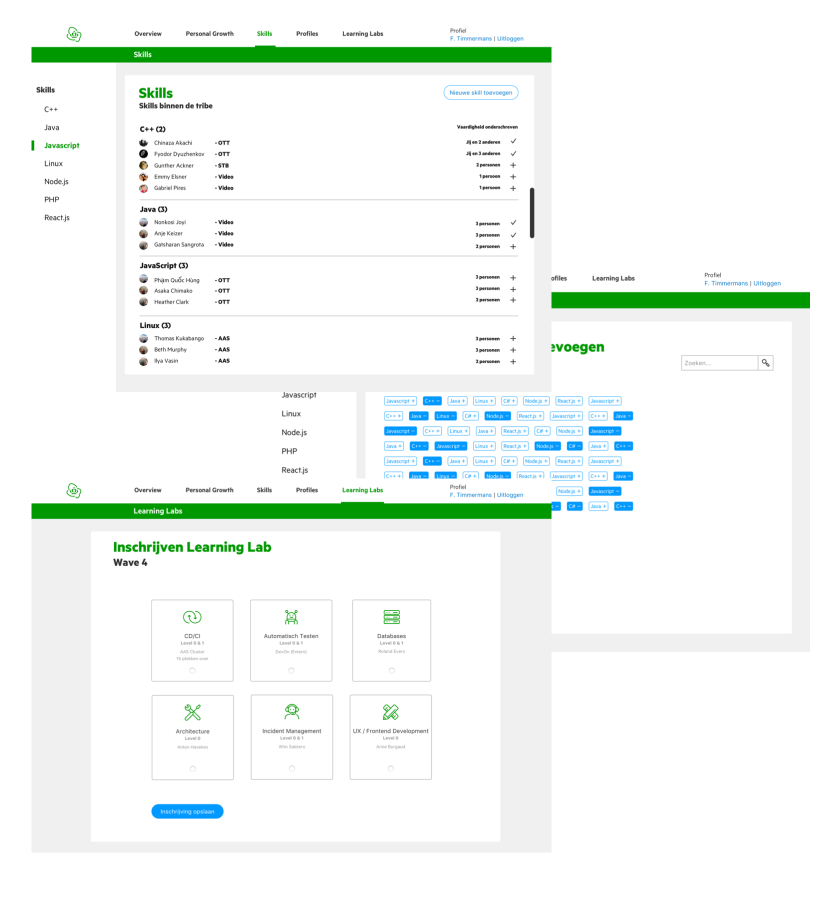 Overview Personal Growth Skills Profiles Learning Labs
Profiel
F. Timmermans | Uitloggen
Skills
Skills
C++
Java
Javascript
Linux
Node.js
PHP
React.js
Skills
Skills binnen de tribe
Nieuwe skill toevoegen
Vaardigheid onderschreven
C++ (2)
Chinaza Akachi - OTT Jij en 2 anderen
Fyodor Dyuzhenkov - OTT Jij en 3 anderen
Gunther Ackner - STB 2 personen
Emmy Elsner - Video 1 persoon
Gabriel Pires - Video 1 persoon
Java (3)
Nonkosi Joyi - Video 3 personen
Anje Keizer - Video 3 personen
Gatsharan Sangrota - Video 2 personen
JavaScript (3)
Phạm Quốc Hùng - OTT 3 personen
Asaka Chimako - OTT 3 personen
Heather Clark - OTT 2 personen
Linux (3)
Thomas Kukabango - AAS 3 personen
Beth Murphy - AAS 3 personen
Ilya Vasin - AAS 2 personen
ofiles Learning Labs
Profiel
F. Timmermans | Uitloggen
evoegen
Zoeken...
Javascript
Linux
Node.js
PHP
React.js
Javascript + C++ − Java + Linux + C# + Node.js + React.js + Javascript +
C++ + Java − Linux − C# + Node.js − React.js + Javascript + C++ + Java −
Javascript − C++ + Linux + Java + React.js + C# + Node.js + Javascript −
Java + C++ − Javascript − Linux + React.js + Node.js − C# − Java + C++ −
Javascript + C++ − Java + Linux + C# + Node.js + React.js + Javascript +
C++ + Java − Linux − C# + Node.js − React.js + Javascript + C++ + Java −
Node.js + Javascript −
C# − Java + C++ −
Overview Personal Growth Skills Profiles Learning Labs
Profiel
F. Timmermans | Uitloggen
Learning Labs
Inschrijven Learning Lab
Wave 4
CD/CI
Level 0 & 1
AAS Cluster
15 plekken over
Automatisch Testen
Level 0 & 1
DevOn (Extern)
Databases
Level 0 & 1
Roland Evers
Architecture
Level 0
Anton Havekes
Incident Management
Level 0 & 1
Wim Sakkers
UX / Frontend Development
Level 0
Anne Burgaud
Inschrijving opslaan